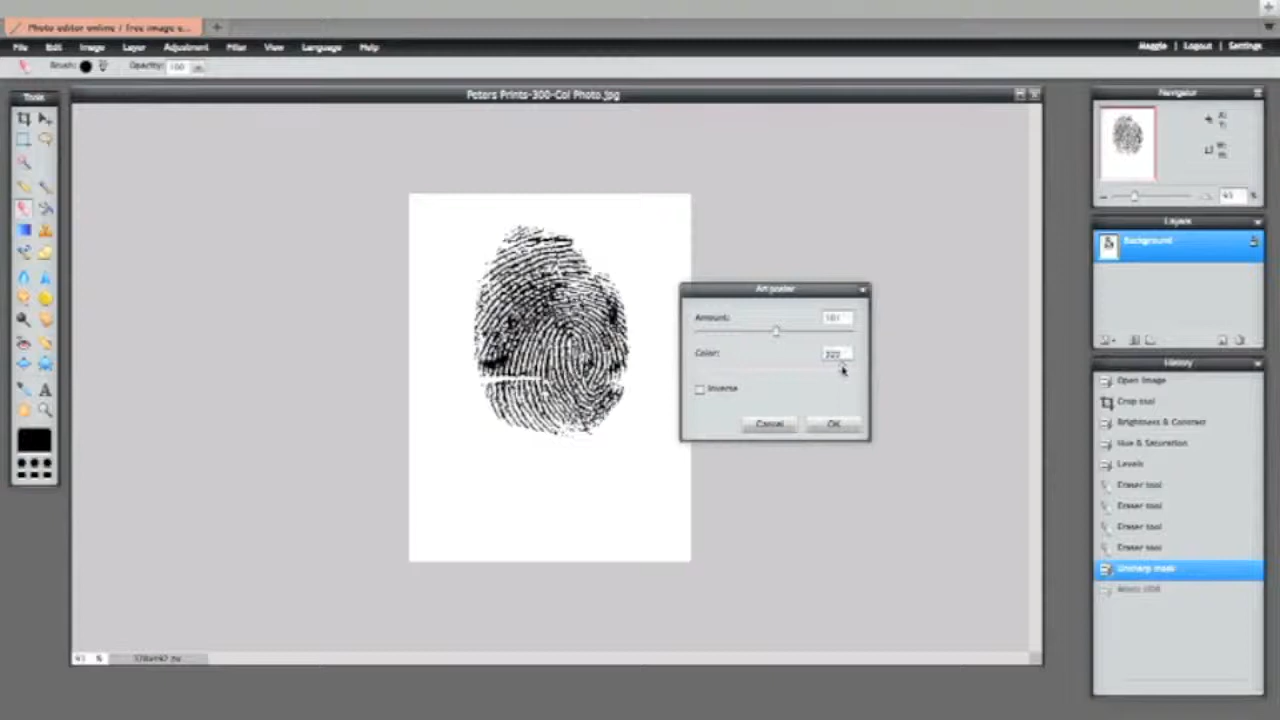 Photo editor online / free image e...
File Edit Image Layer Adjustment Filter View Language Help
Maggie | Logout | Settings
Brush: Opacity: 100
Tools
Peters Prints-300-Col Photo.jpg
Navigator
X:
Y:
W:
H:
Layers
Background
Art poster
Amount:
Color:
Inverse
Cancel OK
History
Open Image
Crop tool
Brightness & Contrast
Hue & Saturation
Levels
Eraser tool
Eraser tool
Eraser tool
Eraser tool
Unsharp mask